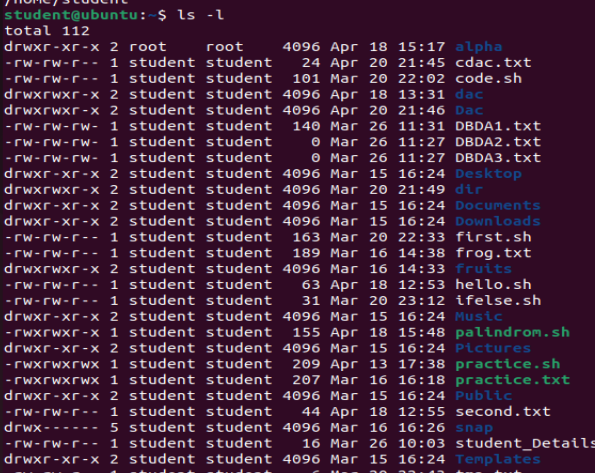 /home/student
student@ubuntu:~$ ls -l
total 112
drwxr-xr-x 2 root    root    4096 Apr 18 15:17 alpha
-rw-rw-r-- 1 student student   24 Apr 20 21:45 cdac.txt
-rw-rw-r-- 1 student student  101 Mar 20 22:02 code.sh
drwxrwxr-x 2 student student 4096 Apr 18 13:31 dac
drwxrwxr-x 2 student student 4096 Apr 20 21:46 Dac
-rw-rw-rw- 1 student student  140 Mar 26 11:31 DBDA1.txt
-rw-rw-rw- 1 student student    0 Mar 26 11:27 DBDA2.txt
-rw-rw-rw- 1 student student    0 Mar 26 11:27 DBDA3.txt
drwxr-xr-x 2 student student 4096 Mar 15 16:24 Desktop
drwxrwxr-x 2 student student 4096 Mar 20 21:49 dir
drwxr-xr-x 2 student student 4096 Mar 15 16:24 Documents
drwxr-xr-x 2 student student 4096 Mar 15 16:24 Downloads
-rw-rw-r-- 1 student student  163 Mar 20 22:33 first.sh
-rw-rw-r-- 1 student student  189 Mar 16 14:38 frog.txt
drwxrwxr-x 2 student student 4096 Mar 16 14:33 fruits
-rw-rw-r-- 1 student student   63 Apr 18 12:53 hello.sh
-rw-rw-r-- 1 student student   31 Mar 20 23:12 ifelse.sh
drwxr-xr-x 2 student student 4096 Mar 15 16:24 Music
-rwxrwxr-x 1 student student  155 Apr 18 15:48 palindrom.sh
drwxr-xr-x 2 student student 4096 Mar 15 16:24 Pictures
-rwxrwxrwx 1 student student  209 Apr 13 17:38 practice.sh
-rwxrwxrwx 1 student student  207 Mar 16 16:18 practice.txt
drwxr-xr-x 2 student student 4096 Mar 15 16:24 Public
-rw-rw-r-- 1 student student   44 Apr 18 12:55 second.txt
drwx------ 5 student student 4096 Mar 16 16:26 snap
-rw-rw-r-- 1 student student   16 Mar 26 10:03 student_Details
drwxr-xr-x 2 student student 4096 Mar 15 16:24 Templates